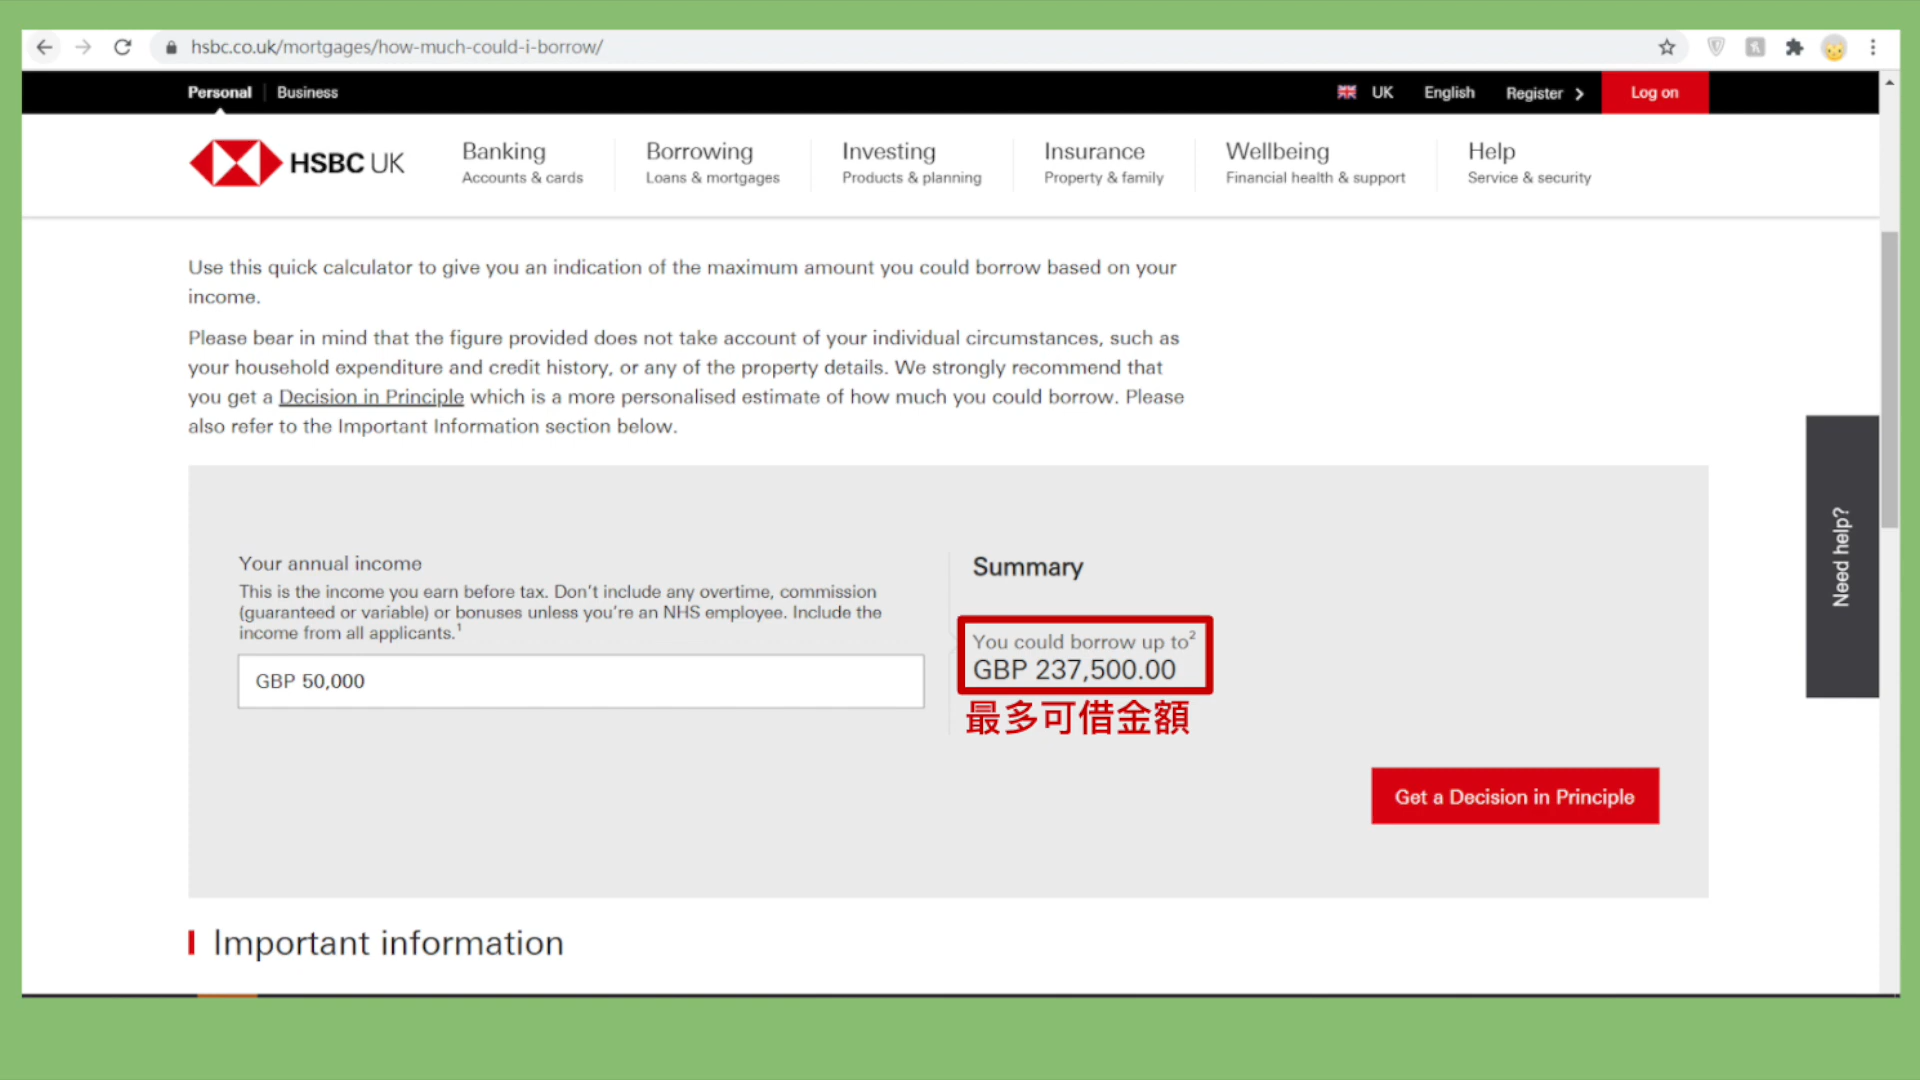 hsbc.co.uk/mortgages/how-much-could-i-borrow/
Personal Business UK English Register Log on
HSBC UK
Banking Borrowing Investing Insurance Wellbeing Help
Accounts & cards Loans & mortgages Products & planning Property & family Financial health & support Service & security
Use this quick calculator to give you an indication of the maximum amount you could borrow based on your
income.
Please bear in mind that the figure provided does not take account of your individual circumstances, such as
your household expenditure and credit history, or any of the property details. We strongly recommend that
you get a Decision in Principle which is a more personalised estimate of how much you could borrow. Please
also refer to the Important Information section below.
Your annual income
This is the income you earn before tax. Don't include any overtime, commission
(guaranteed or variable) or bonuses unless you're an NHS employee. Include the
income from all applicants.¹
GBP 50,000
Summary
You could borrow up to²
GBP 237,500.00
最多可借金額
Get a Decision in Principle
Need help?
Important information